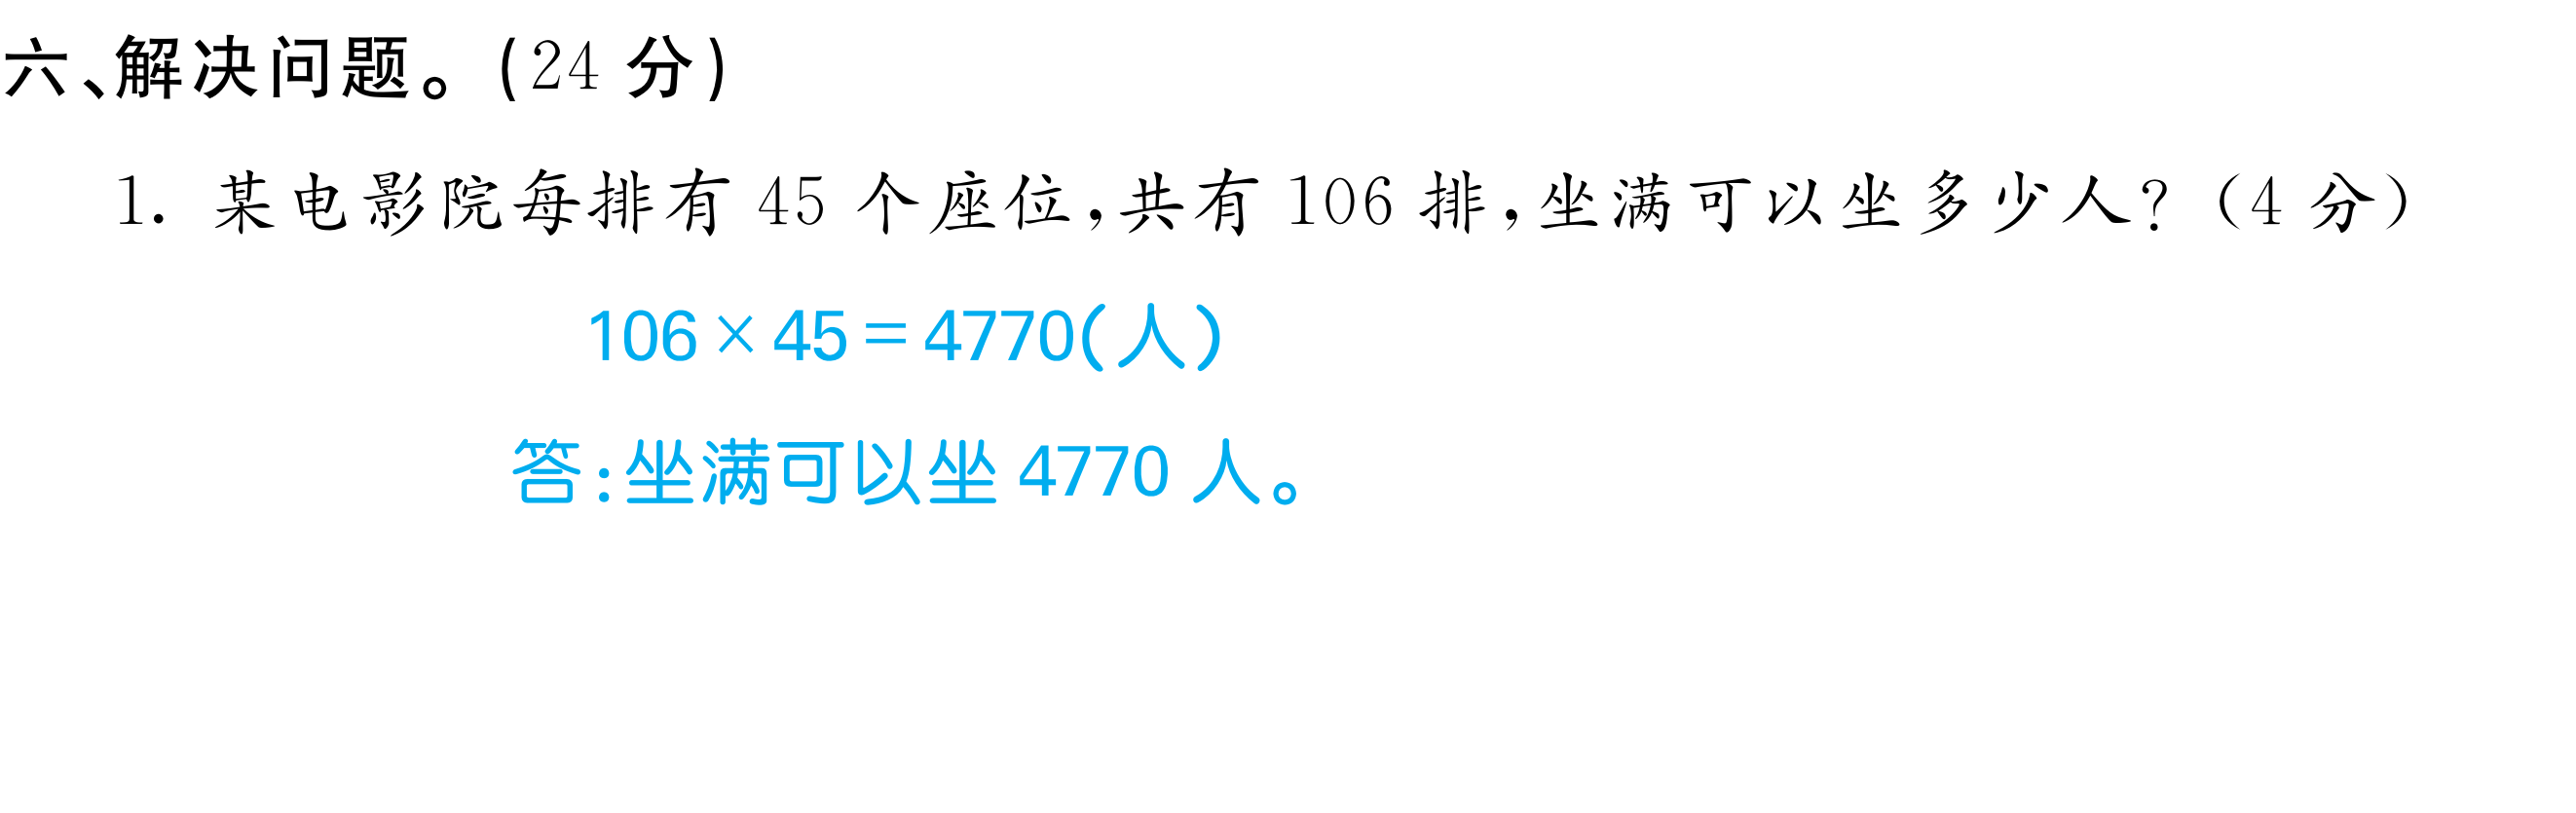 六、解决问题。(24 分)
1. 某电影院每排有 45 个座位,共有 106 排,坐满可以坐多少人?(4 分)
106×45=4770(人)
答:坐满可以坐 4770 人。